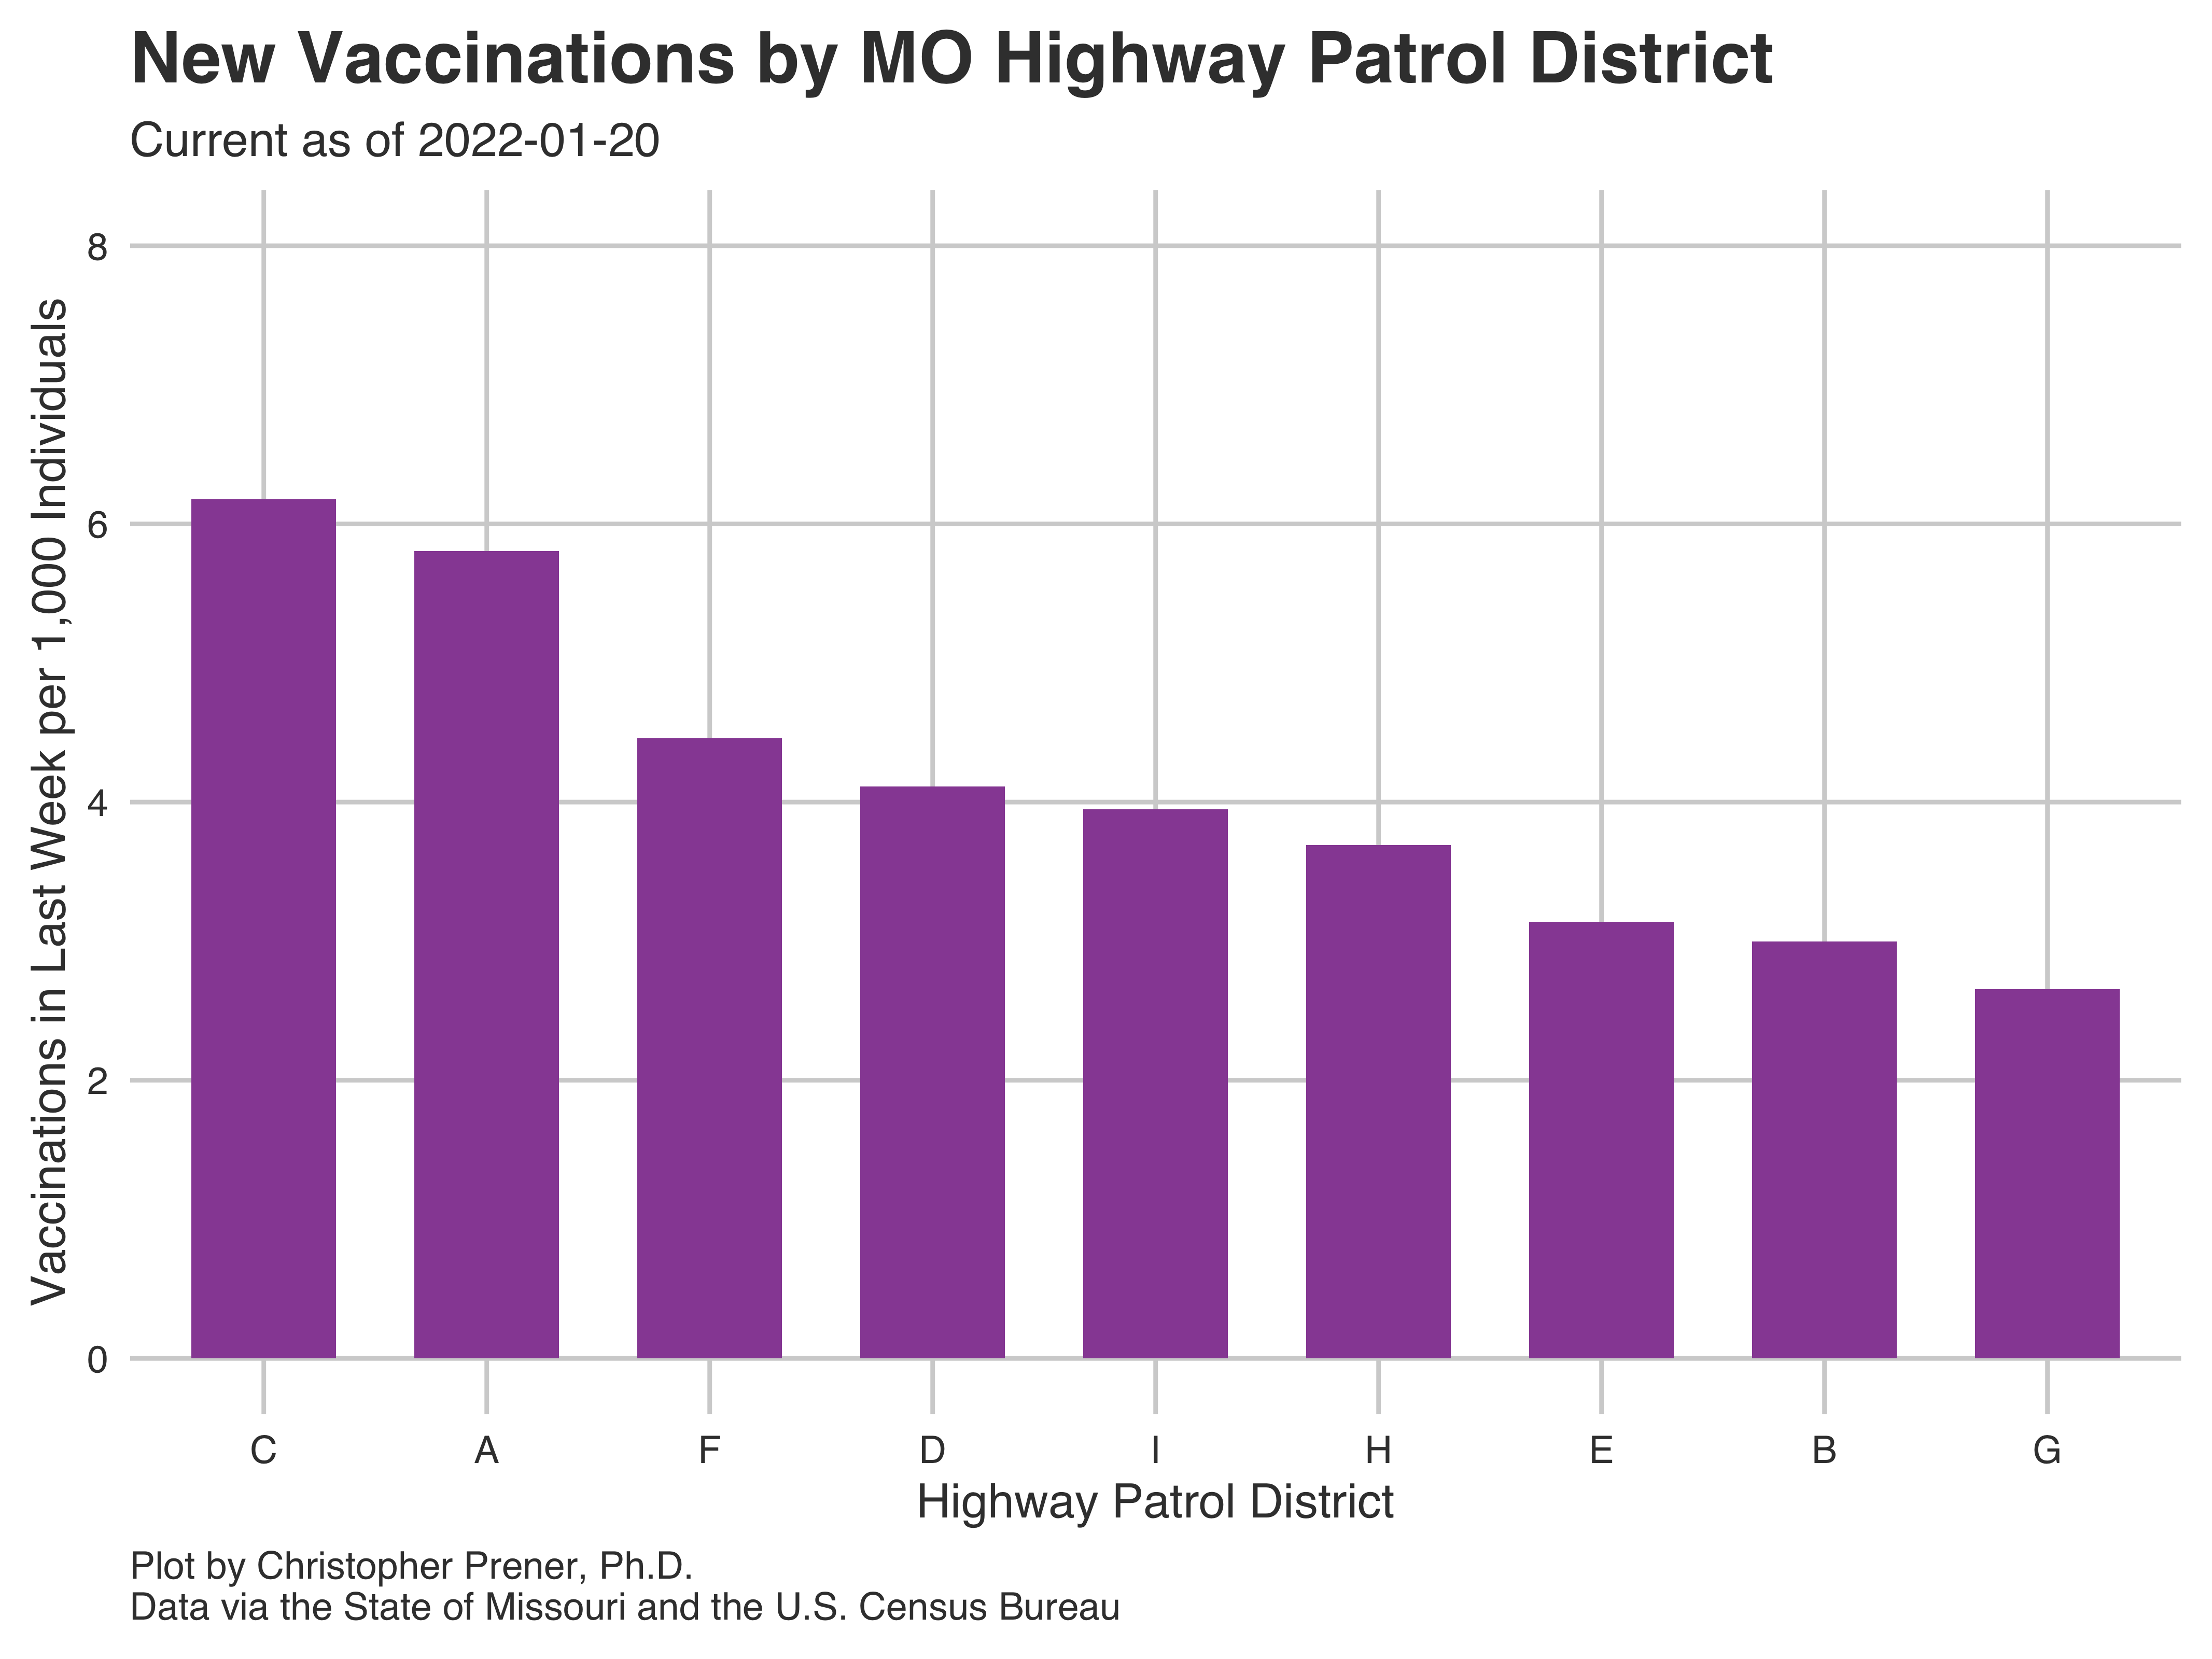 New Vaccinations by MO Highway Patrol District
Current as of 2022-01-20
Vaccinations in Last Week per 1,000 Individuals
8
6
4
2
0
C A F D I H E B G
Highway Patrol District
Plot by Christopher Prener, Ph.D.
Data via the State of Missouri and the U.S. Census Bureau